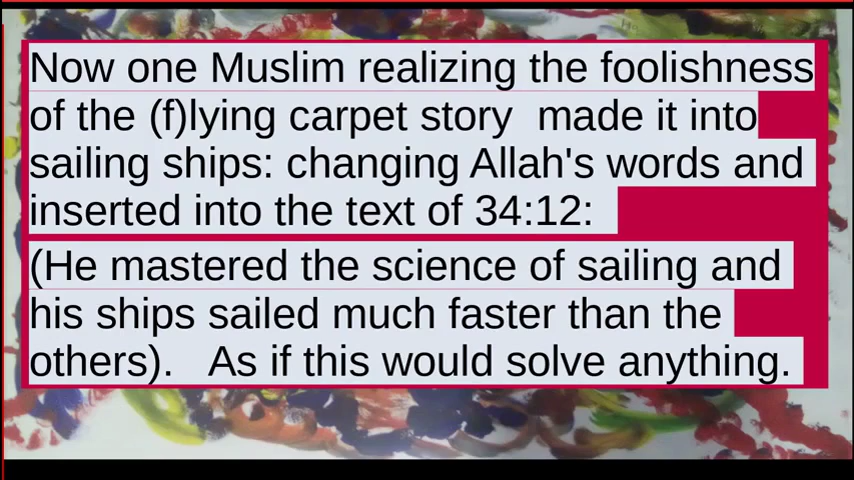 Now one Muslim realizing the foolishness
of the (f)lying carpet story  made it into
sailing ships: changing Allah's words and
inserted into the text of 34:12:
(He mastered the science of sailing and
his ships sailed much faster than the
others).   As if this would solve anything.